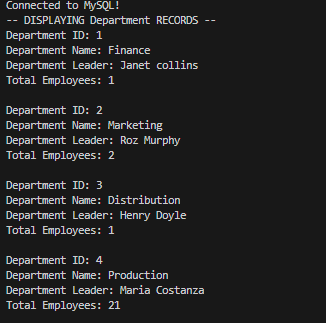 Connected to MySQL!
-- DISPLAYING Department RECORDS --
Department ID: 1
Department Name: Finance
Department Leader: Janet collins
Total Employees: 1
Department ID: 2
Department Name: Marketing
Department Leader: Roz Murphy
Total Employees: 2
Department ID: 3
Department Name: Distribution
Department Leader: Henry Doyle
Total Employees: 1
Department ID: 4
Department Name: Production
Department Leader: Maria Costanza
Total Employees: 21